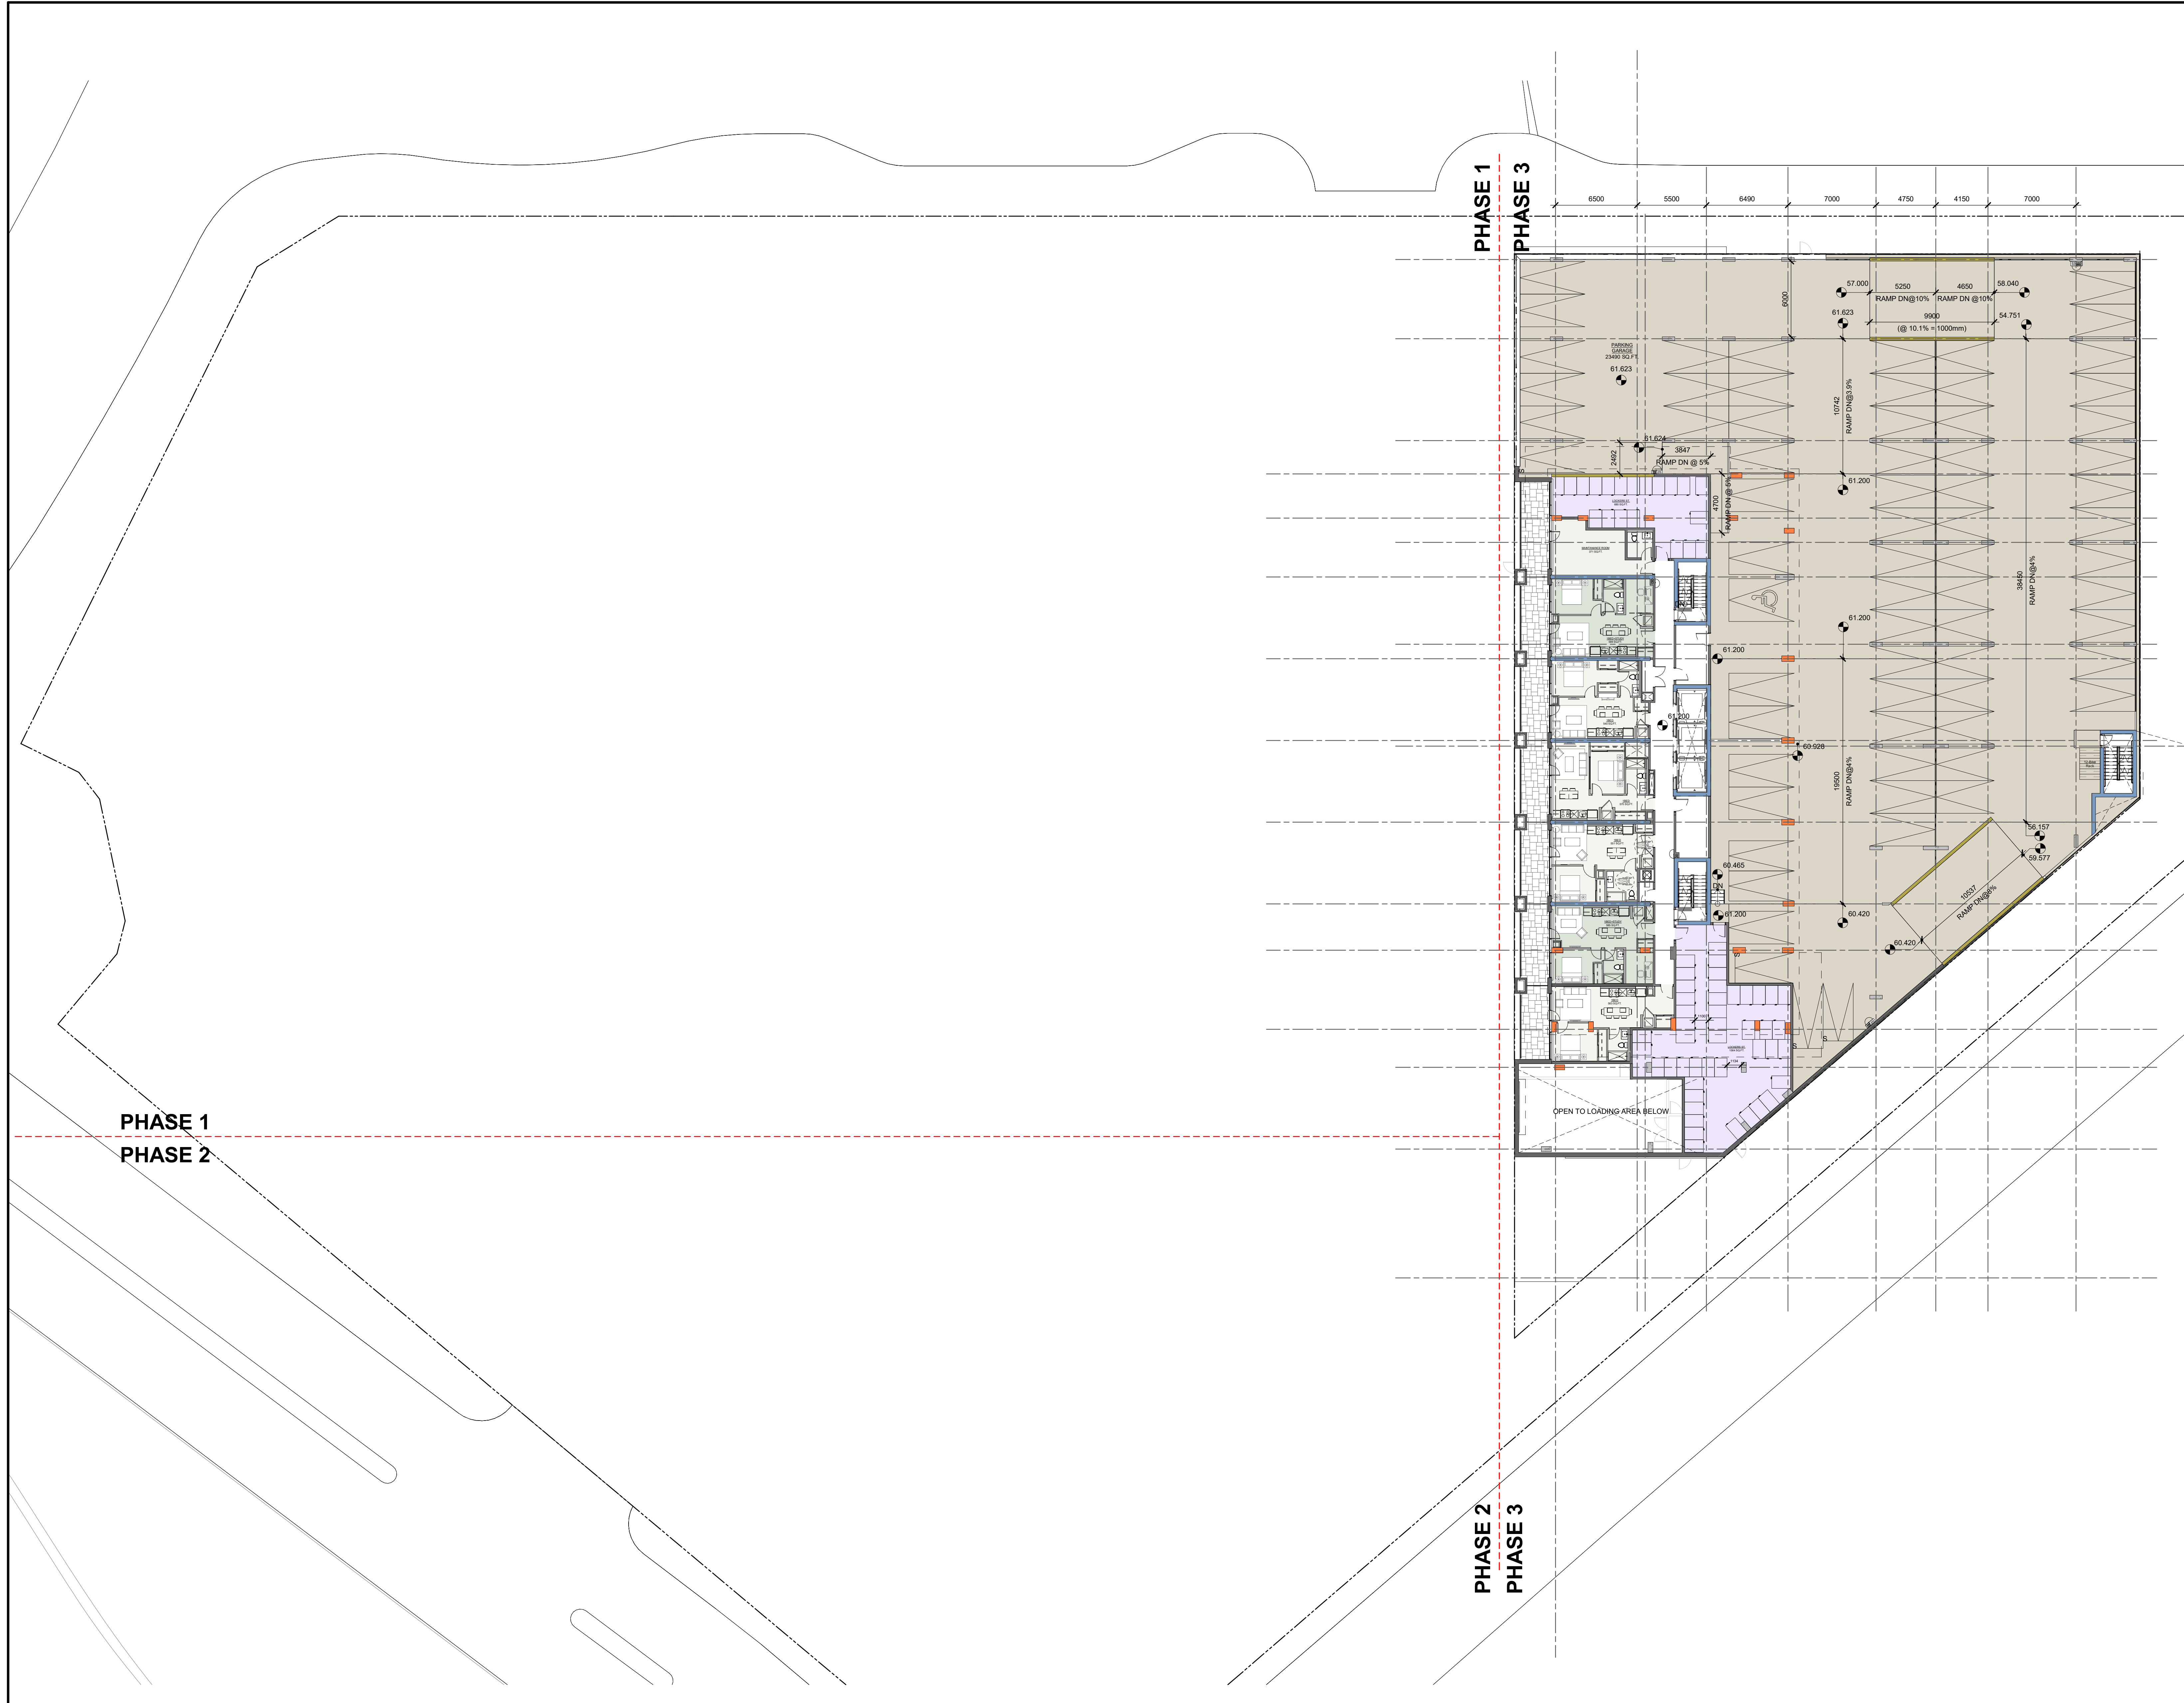 PHASE 1
PHASE 3
6500
5500
6490
7000
4750
4150
7000
57.000
5250
4650
58.040
RAMP DN@10%
RAMP DN @10%
6000
61.623
9900
54.751
(@ 10.1% = 1000mm)
PARKING
GARAGE
23490 SQ.FT.
61.623
10742
RAMP DN@3.9%
61.624
2492
3847
RAMP DN @ 5%
S
61.200
4700
RAMP DN @ 5%
MAINTENANCE ROOM
38450
RAMP DN@4%
61.200
61.200
61.200
60.928
19500
RAMP DN@4%
56.157
59.577
60.465
DN
10537
RAMP DN@8%
61.200
60.420
60.420
S
S
S
OPEN TO LOADING AREA BELOW
PHASE 1
PHASE 2
PHASE 2
PHASE 3